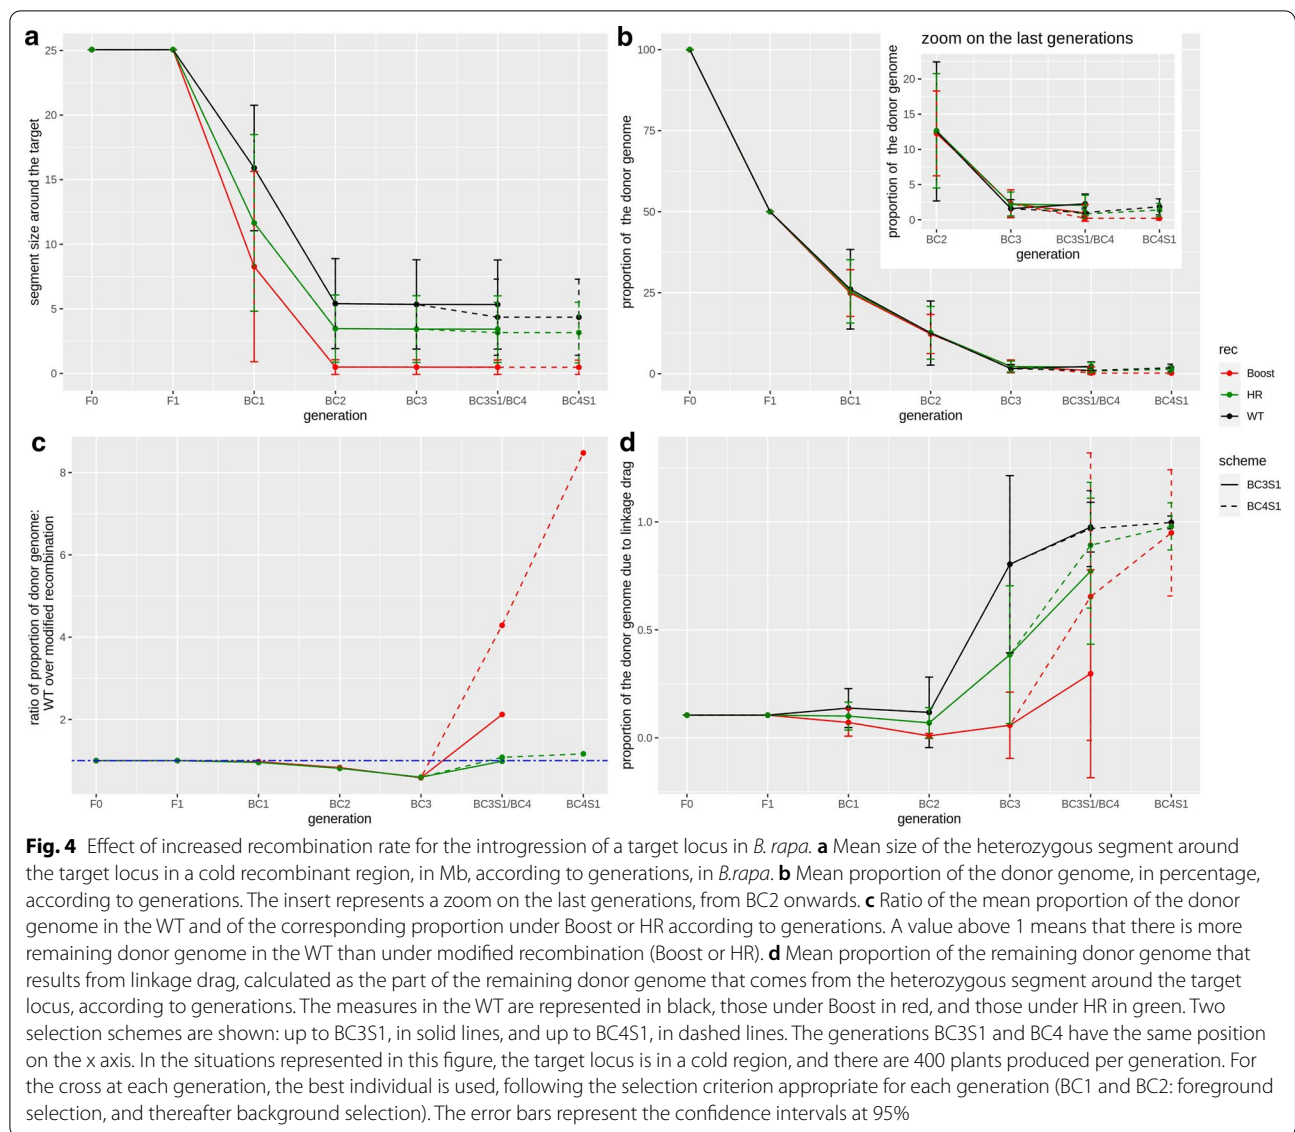 a
segment size around the target
25
20
15
10
5
0
F0 F1 BC1 BC2 BC3 BC3S1/BC4 BC4S1
generation
b
proportion of the donor genome
100
75
50
25
0
F0 F1 BC1 BC2 BC3 BC3S1/BC4 BC4S1
generation
zoom on the last generations
proportion of the donor genome
20
15
10
5
0
BC2 BC3 BC3S1/BC4 BC4S1
generation
rec
Boost
HR
WT
scheme
BC3S1
BC4S1
c
ratio of proportion of donor genome:
WT over modified recombination
8
6
4
2
F0 F1 BC1 BC2 BC3 BC3S1/BC4 BC4S1
generation
d
proportion of the donor genome due to linkage drag
1.0
0.5
0.0
F0 F1 BC1 BC2 BC3 BC3S1/BC4 BC4S1
generation
Fig. 4 Effect of increased recombination rate for the introgression of a target locus in B. rapa. a Mean size of the heterozygous segment around
the target locus in a cold recombinant region, in Mb, according to generations, in B.rapa. b Mean proportion of the donor genome, in percentage,
according to generations. The insert represents a zoom on the last generations, from BC2 onwards. c Ratio of the mean proportion of the donor
genome in the WT and of the corresponding proportion under Boost or HR according to generations. A value above 1 means that there is more
remaining donor genome in the WT than under modified recombination (Boost or HR). d Mean proportion of the remaining donor genome that
results from linkage drag, calculated as the part of the remaining donor genome that comes from the heterozygous segment around the target
locus, according to generations. The measures in the WT are represented in black, those under Boost in red, and those under HR in green. Two
selection schemes are shown: up to BC3S1, in solid lines, and up to BC4S1, in dashed lines. The generations BC3S1 and BC4 have the same position
on the x axis. In the situations represented in this figure, the target locus is in a cold region, and there are 400 plants produced per generation. For
the cross at each generation, the best individual is used, following the selection criterion appropriate for each generation (BC1 and BC2: foreground
selection, and thereafter background selection). The error bars represent the confidence intervals at 95%